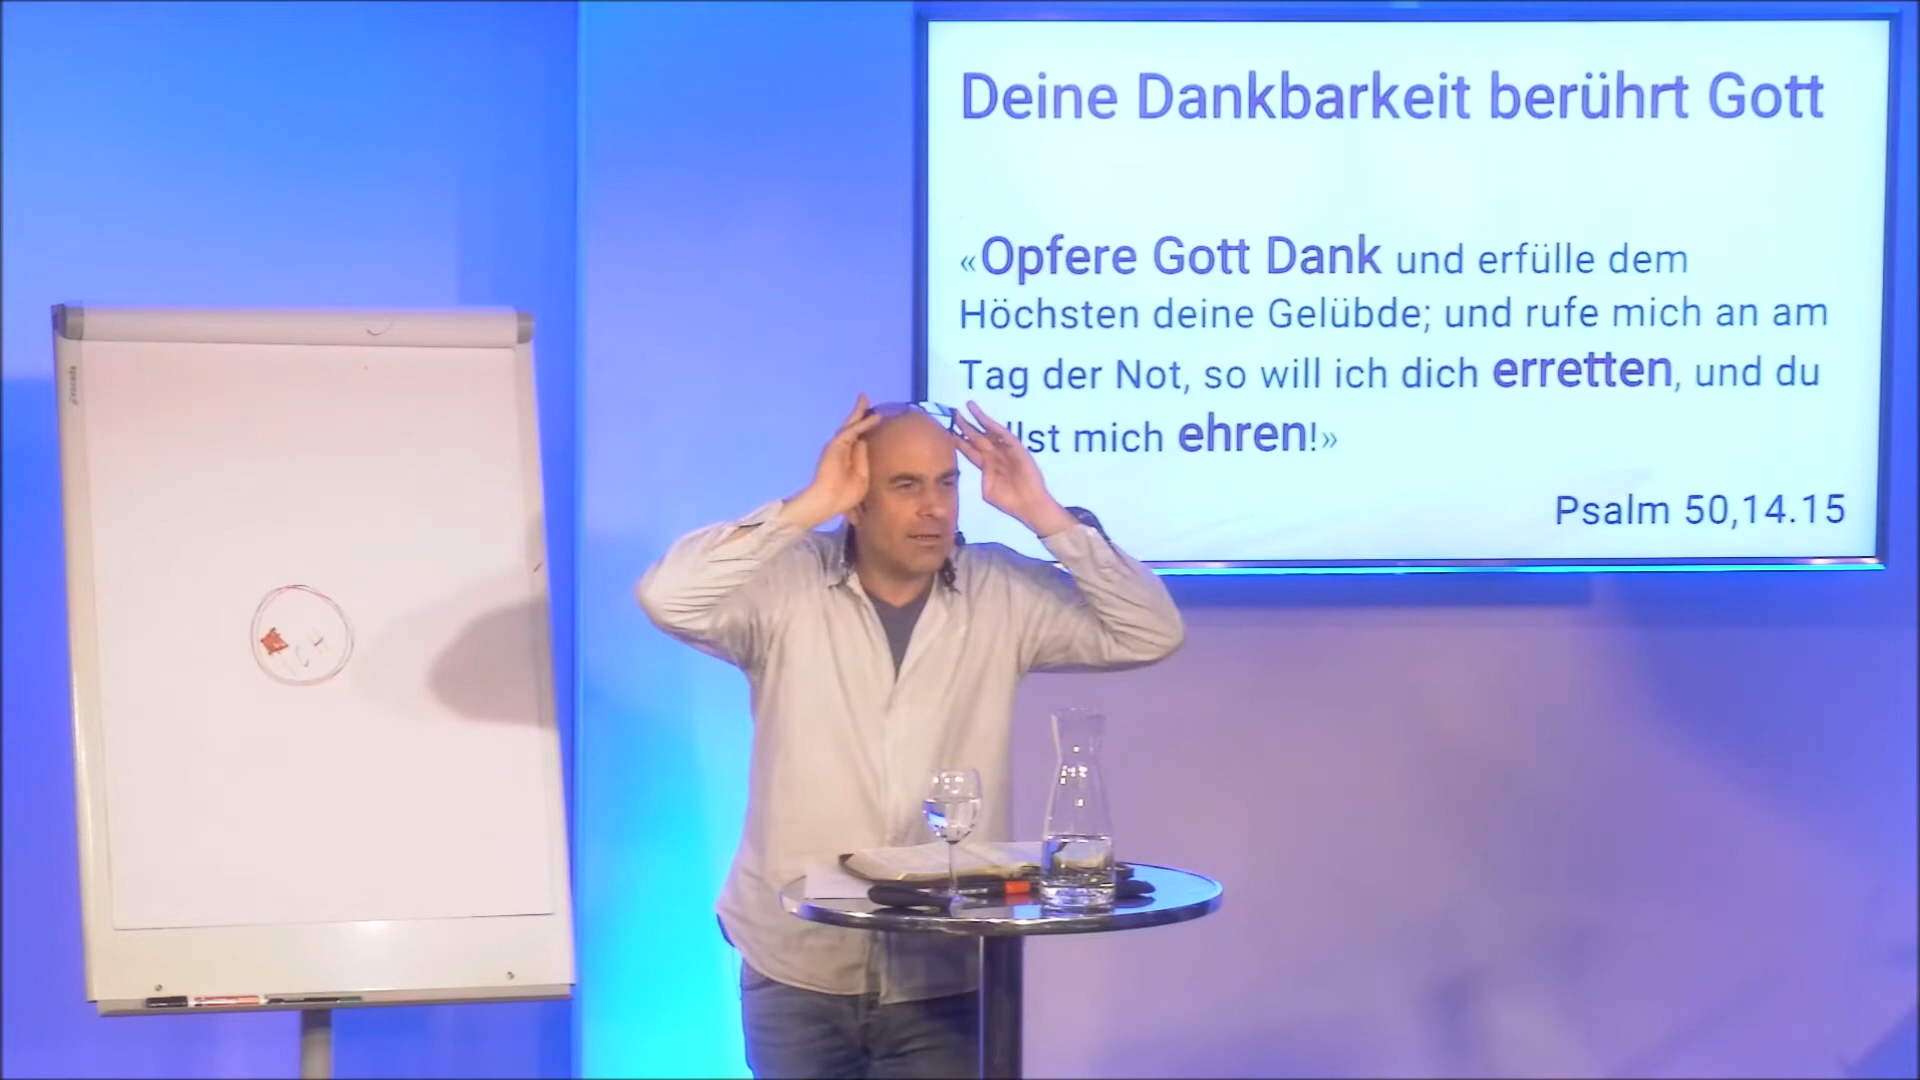 Deine Dankbarkeit berührt Gott
«Opfere Gott Dank und erfülle dem
Höchsten deine Gelübde; und rufe mich an am
Tag der Not, so will ich dich erretten, und du
mich ehren!»
Psalm 50,14.15